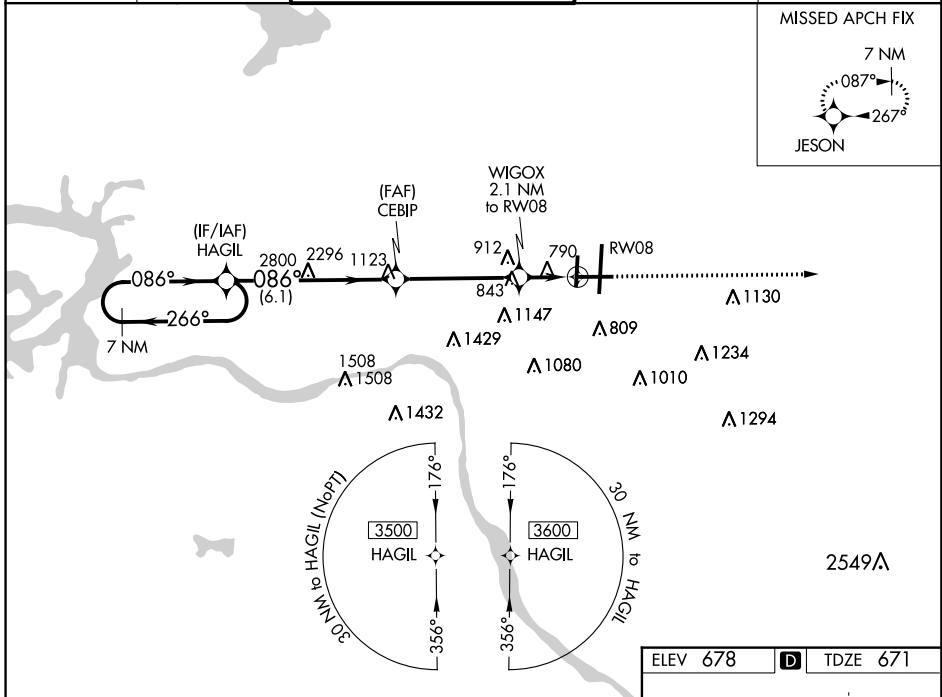 MISSED APCH FIX
7 NM
087°
267°
JESON
WIGOX
2.1 NM
to RW08
(FAF)
CEBIP
(IF/IAF)
HAGIL
2800
2296
1123
912
790
RW08
086°
086°
(6.1)
843
1130
266°
7 NM
1147
1429
809
1080
1234
1508
1508
1010
1432
1294
30 NM to HAGIL (NoPT)
176°
3500
HAGIL
356°
176°
3600
HAGIL
356°
30 NM to HAGIL
2549
ELEV 678
D
TDZE 671